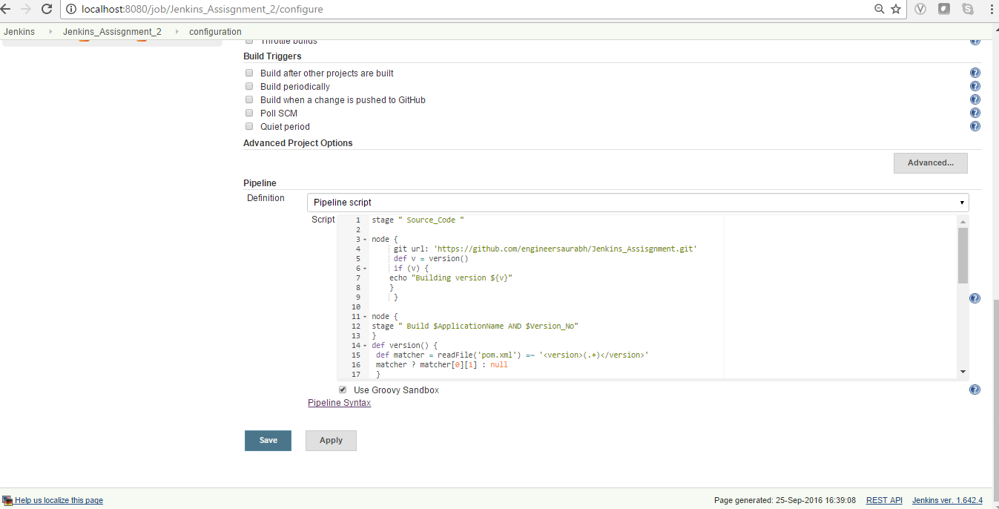 localhost:8080/job/Jenkins_Assisgnment_2/configure
Jenkins Jenkins_Assisgnment_2 configuration
Throttle builds
Build Triggers
Build after other projects are built
Build periodically
Build when a change is pushed to GitHub
Poll SCM
Quiet period
Advanced Project Options
Advanced...
Pipeline
Definition Pipeline script
Script
1 stage " Source_Code "
2
3 node {
4 git url: 'https://github.com/engineersaurabh/Jenkins_Assisgnment.git'
5 def v = version()
6 if (v) {
7 echo "Building version ${v}"
8 }
9 }
10
11 node {
12 stage " Build $ApplicationName AND $Version_No"
13 }
14 def version() {
15 def matcher = readFile('pom.xml') =~ '<version>(.+)</version>'
16 matcher ? matcher[0][1] : null
17 }
Use Groovy Sandbox
Pipeline Syntax
Save Apply
Help us localize this page Page generated: 25-Sep-2016 16:39:08 REST API Jenkins ver. 1.642.4